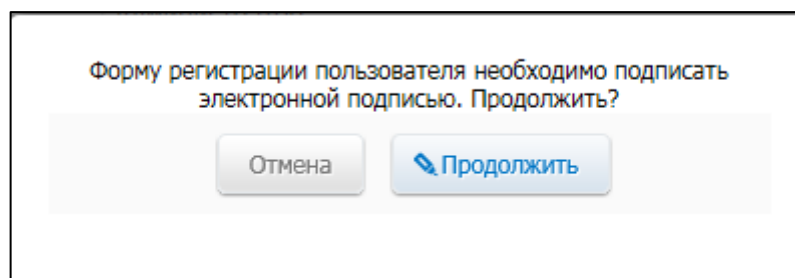 Форму регистрации пользователя необходимо подписать
электронной подписью. Продолжить?
Отмена
Продолжить